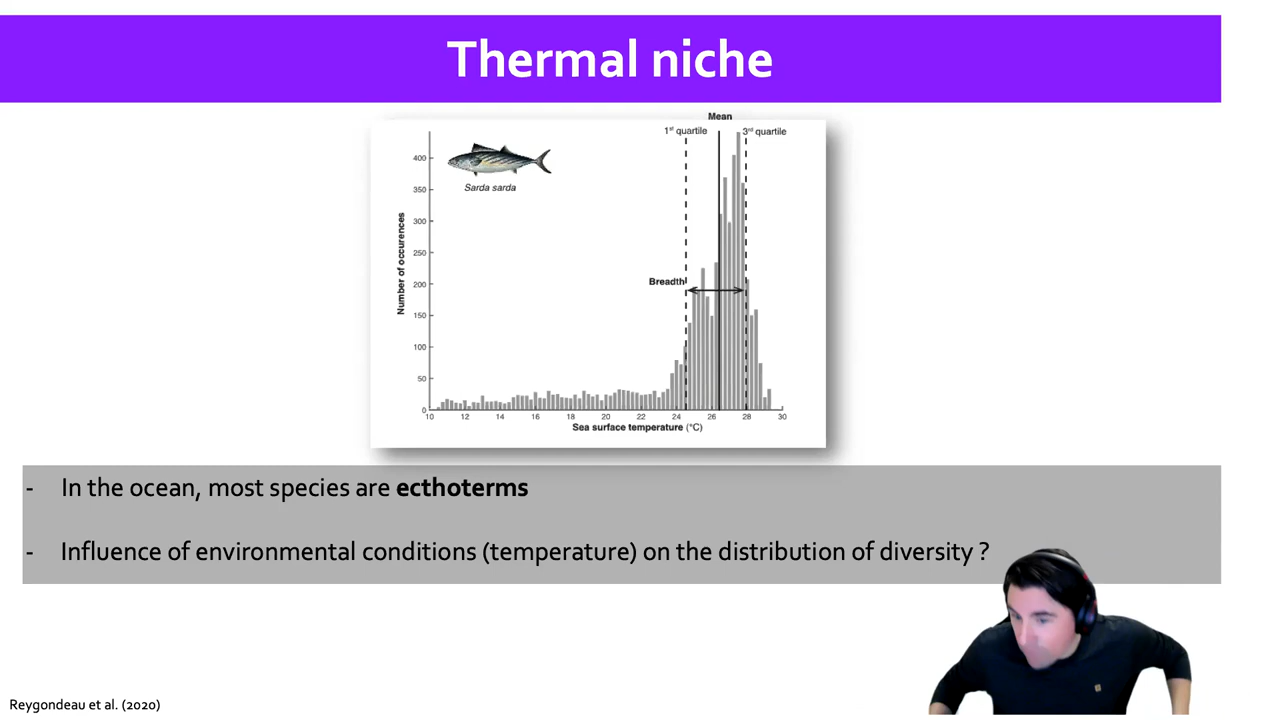 Thermal niche
Mean
1st quartile
3rd quartile
400
350
300
250
200
150
100
50
0
Sarda sarda
Number of occurences
Breadth
10 12 14 16 18 20 22 24 26 28 30
Sea surface temperature (°C)
- In the ocean, most species are ecthoterms
- Influence of environmental conditions (temperature) on the distribution of diversity ?
Reygondeau et al. (2020)